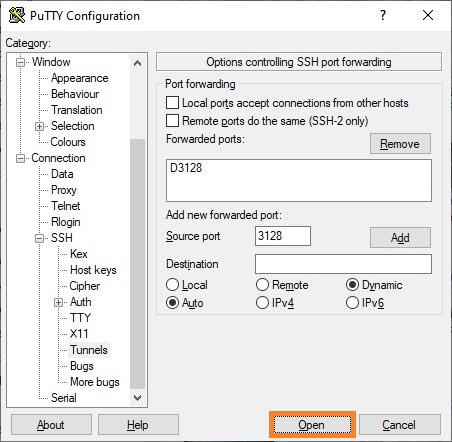 PuTTY Configuration
?
Category:
Window
Appearance
Behaviour
Translation
Selection
Colours
Connection
Data
Proxy
Telnet
Rlogin
SSH
Kex
Host keys
Cipher
Auth
TTY
X11
Tunnels
Bugs
More bugs
Serial
Options controlling SSH port forwarding
Port forwarding
Local ports accept connections from other hosts
Remote ports do the same (SSH-2 only)
Forwarded ports:
Remove
D3128
Add new forwarded port:
Source port 3128 Add
Destination
Local Remote Dynamic
Auto IPv4 IPv6
About Help Open Cancel